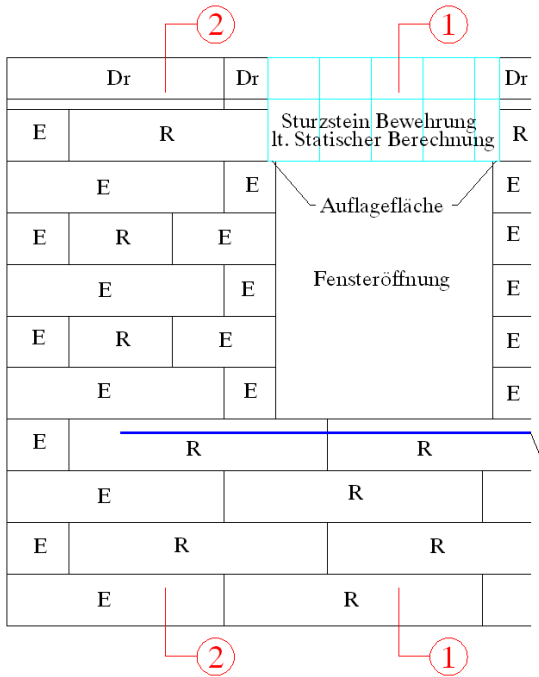 2 1
Dr Dr Dr
E R Sturzstein Bewehrung R
lt. Statischer Berechnung
E E E
Auflagefläche
E R E E
E E Fensteröffnung E
E R E E
E E E
E R R
E R
E R R
E R
2 1